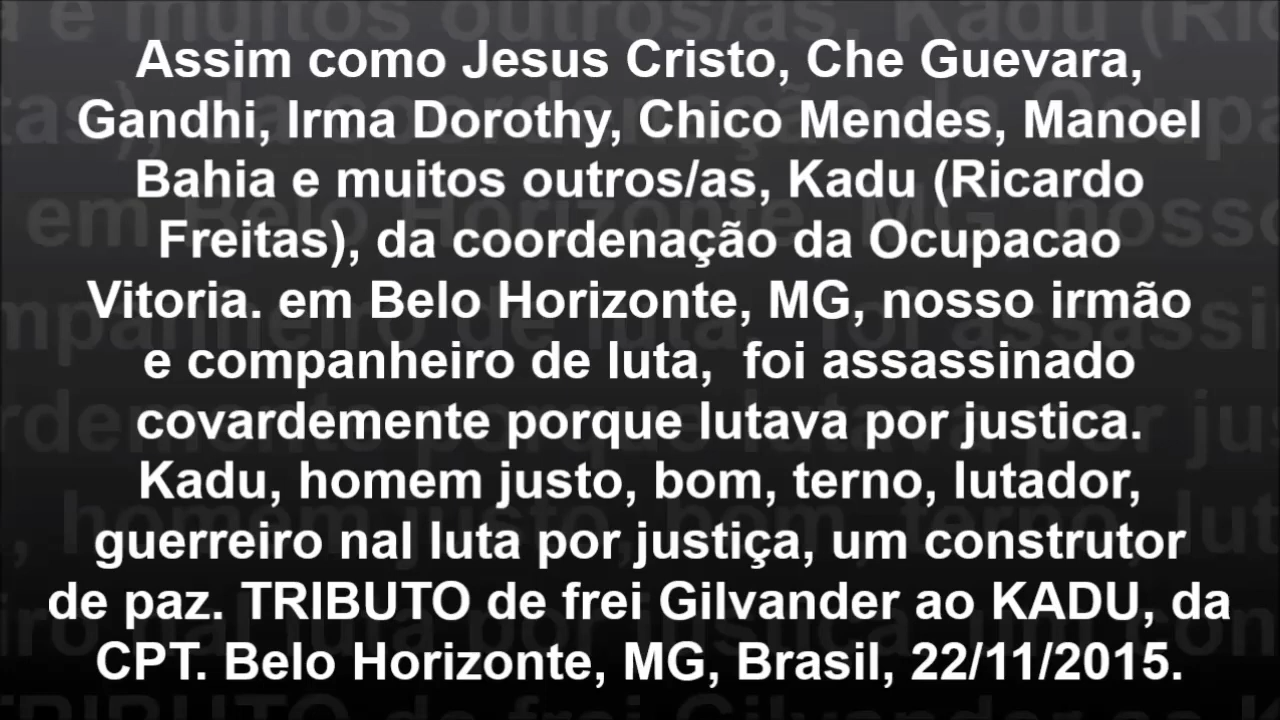 Assim como Jesus Cristo, Che Guevara,
Gandhi, Irma Dorothy, Chico Mendes, Manoel
Bahia e muitos outros/as, Kadu (Ricardo
Freitas), da coordenação da Ocupacao
Vitoria. em Belo Horizonte, MG, nosso irmão
e companheiro de luta,  foi assassinado
covardemente porque lutava por justica.
Kadu, homem justo, bom, terno, lutador,
guerreiro nal luta por justiça, um construtor
de paz. TRIBUTO de frei Gilvander ao KADU, da
CPT. Belo Horizonte, MG, Brasil, 22/11/2015.